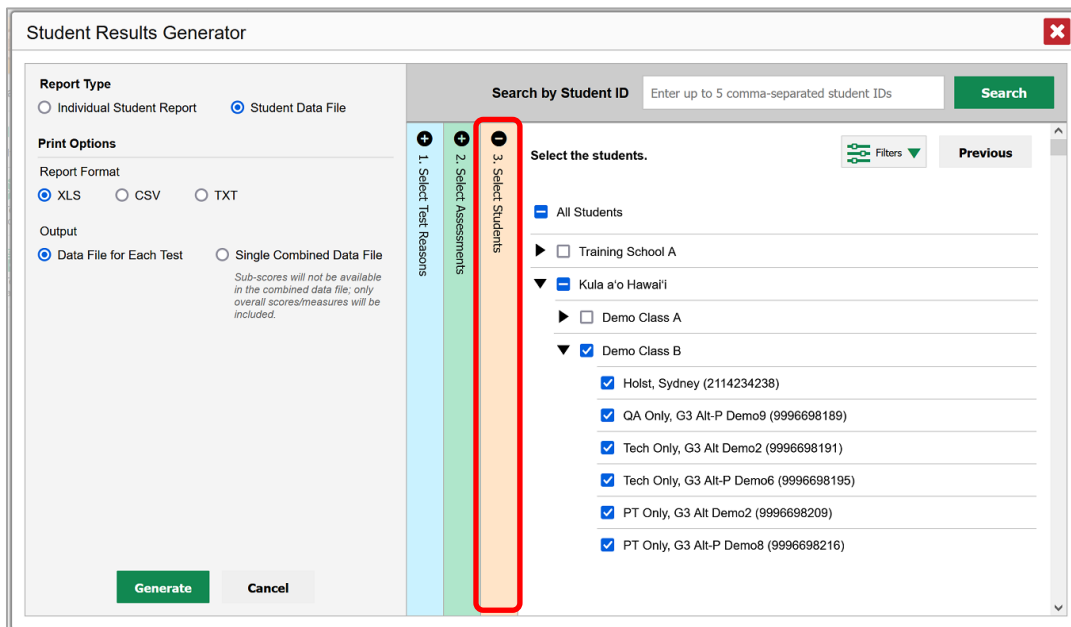 Student Results Generator
Report Type
Individual Student Report
Student Data File
Print Options
Report Format
XLS
CSV
TXT
Output
Data File for Each Test
Single Combined Data File
Sub-scores will not be available
in the combined data file; only
overall scores/measures will be
included.
Generate
Cancel
Search by Student ID
Enter up to 5 comma-separated student IDs
Search
1. Select Test Reasons
2. Select Assessments
3. Select Students
Select the students.
Filters
Previous
All Students
Training School A
Kula aʻo Hawaiʻi
Demo Class A
Demo Class B
Holst, Sydney (2114234238)
QA Only, G3 Alt-P Demo9 (9996698189)
Tech Only, G3 Alt Demo2 (9996698191)
Tech Only, G3 Alt-P Demo6 (9996698195)
PT Only, G3 Alt Demo2 (9996698209)
PT Only, G3 Alt-P Demo8 (9996698216)